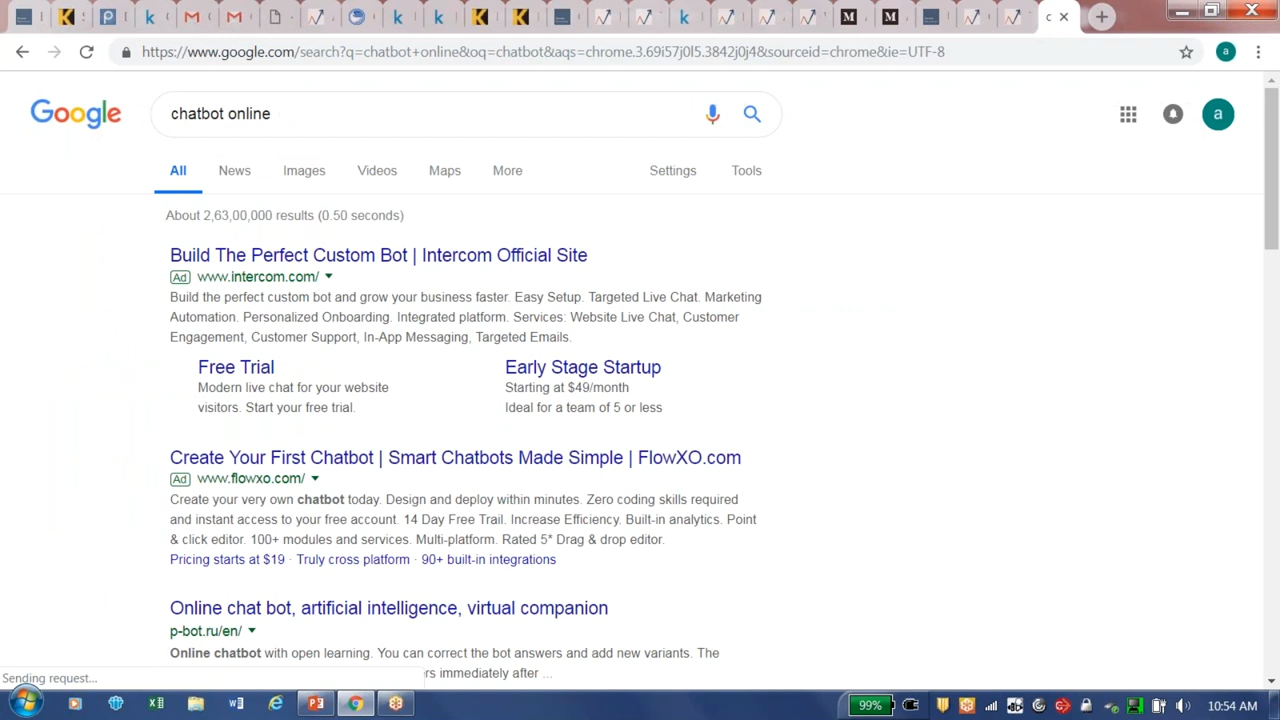 c
https://www.google.com/search?q=chatbot+online&oq=chatbot&aqs=chrome.3.69i57j0l5.3842j0j4&sourceid=chrome&ie=UTF-8
a
Google
chatbot online
a
All News Images Videos Maps More Settings Tools
About 2,63,00,000 results (0.50 seconds)
Build The Perfect Custom Bot | Intercom Official Site
Ad www.intercom.com/
Build the perfect custom bot and grow your business faster. Easy Setup. Targeted Live Chat. Marketing
Automation. Personalized Onboarding. Integrated platform. Services: Website Live Chat, Customer
Engagement, Customer Support, In-App Messaging, Targeted Emails.
Free Trial
Modern live chat for your website
visitors. Start your free trial.
Early Stage Startup
Starting at $49/month
Ideal for a team of 5 or less
Create Your First Chatbot | Smart Chatbots Made Simple | FlowXO.com
Ad www.flowxo.com/
Create your very own chatbot today. Design and deploy within minutes. Zero coding skills required
and instant access to your free account. 14 Day Free Trail. Increase Efficiency. Built-in analytics. Point
& click editor. 100+ modules and services. Multi-platform. Rated 5* Drag & drop editor.
Pricing starts at $19 · Truly cross platform · 90+ built-in integrations
Online chat bot, artificial intelligence, virtual companion
p-bot.ru/en/
Online chatbot with open learning. You can correct the bot answers and add new variants. The
rs immediately after ...
Sending request...
99%
10:54 AM